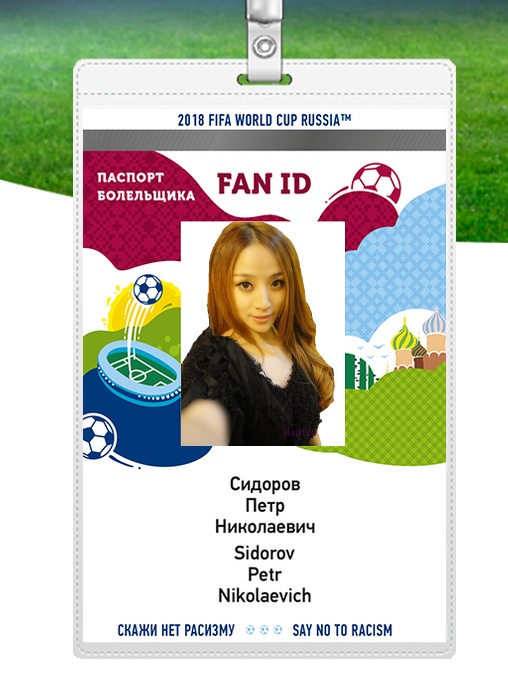 2018 FIFA WORLD CUP RUSSIA™
ПАСПОРТ
БОЛЕЛЬЩИКА
FAN ID
Сидоров
Петр
Николаевич
Sidorov
Petr
Nikolaevich
СКАЖИ НЕТ РАСИЗМУ SAY NO TO RACISM